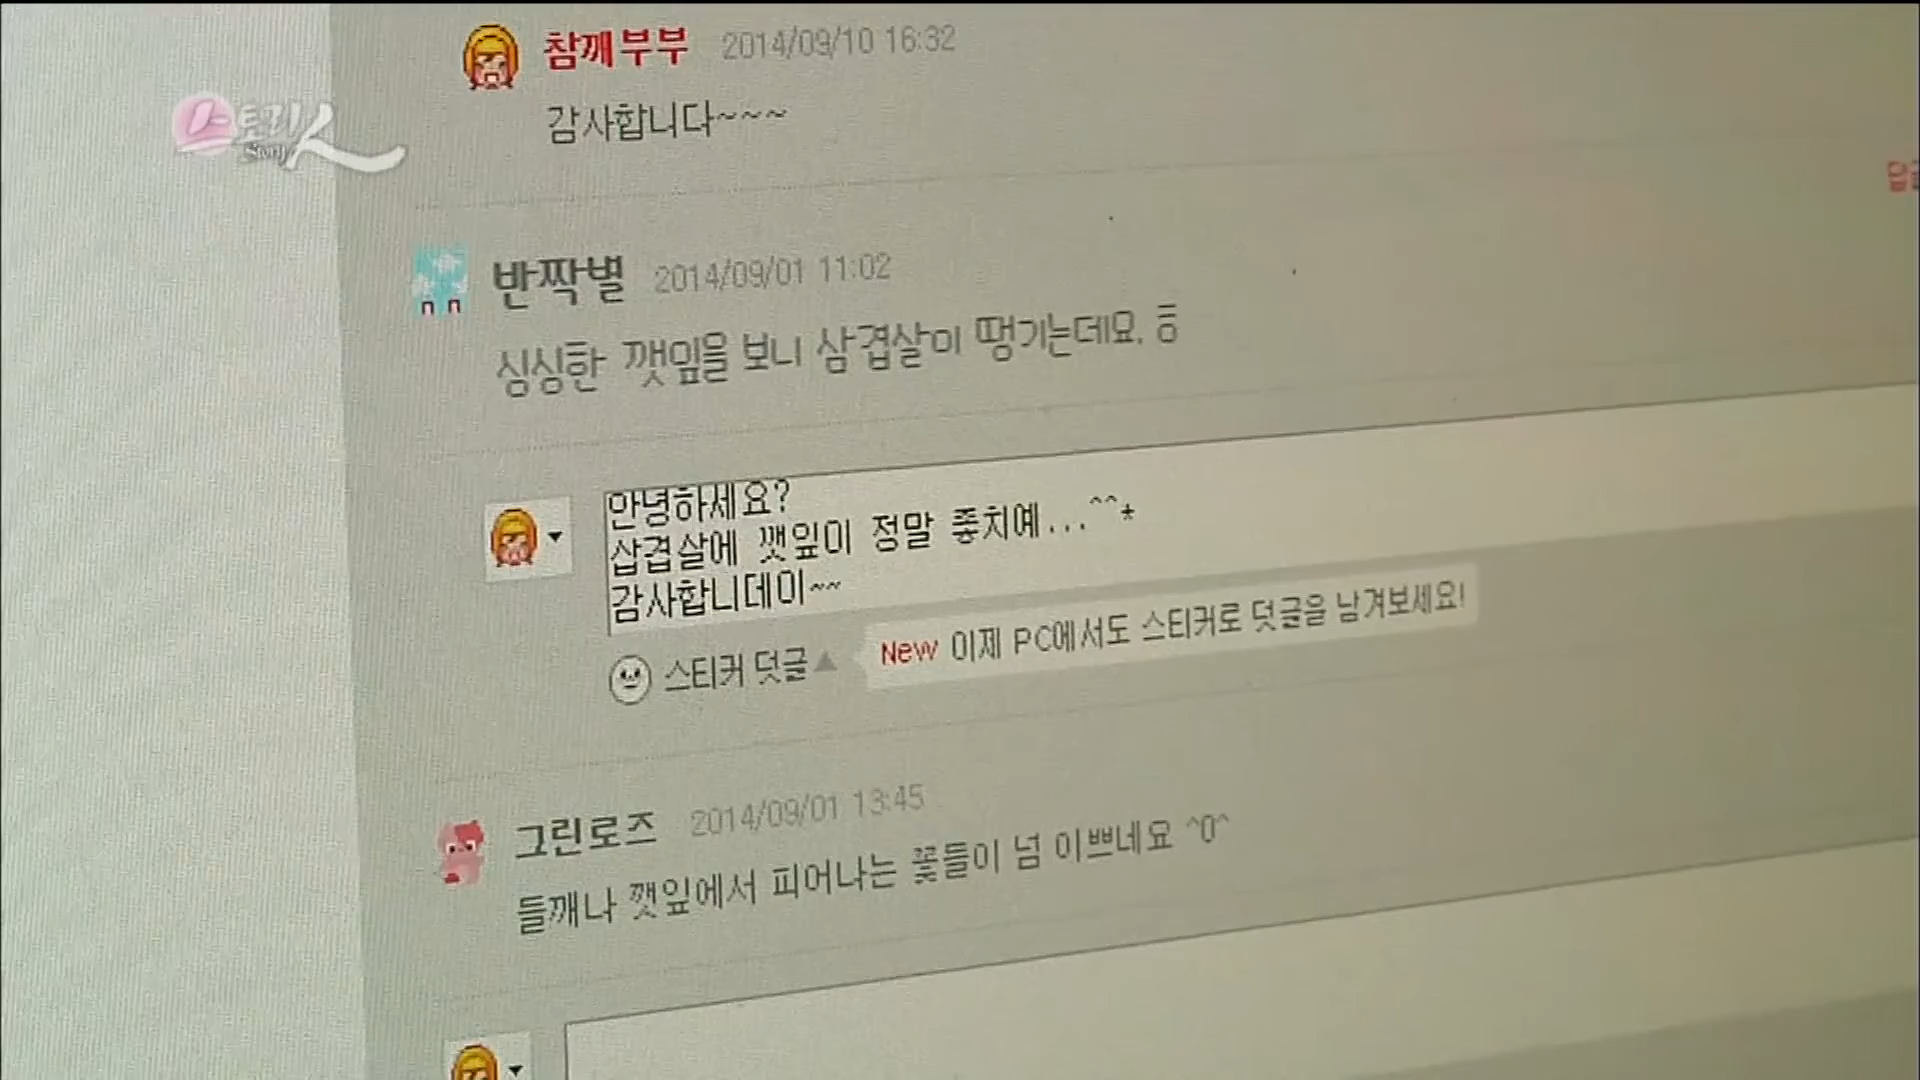 참깨부부 2014/09/10 16:32
스토리人
Story
감사합니다~~~
반짝별 2014/09/01 11:02
싱싱한 깻잎을 보니 삼겹살이 땡기는데요, ㅎ
안녕하세요?
삽겹살에 깻잎이 정말 좋치예...^^*
감사합니데이~~
스티커 덧글▲ New 이제 PC에서도 스티커로 덧글을 남겨보세요!
그린로즈 2014/09/01 13:45
들깨나 깻잎에서 피어나는 꽃들이 넘 이쁘네요 ^0^